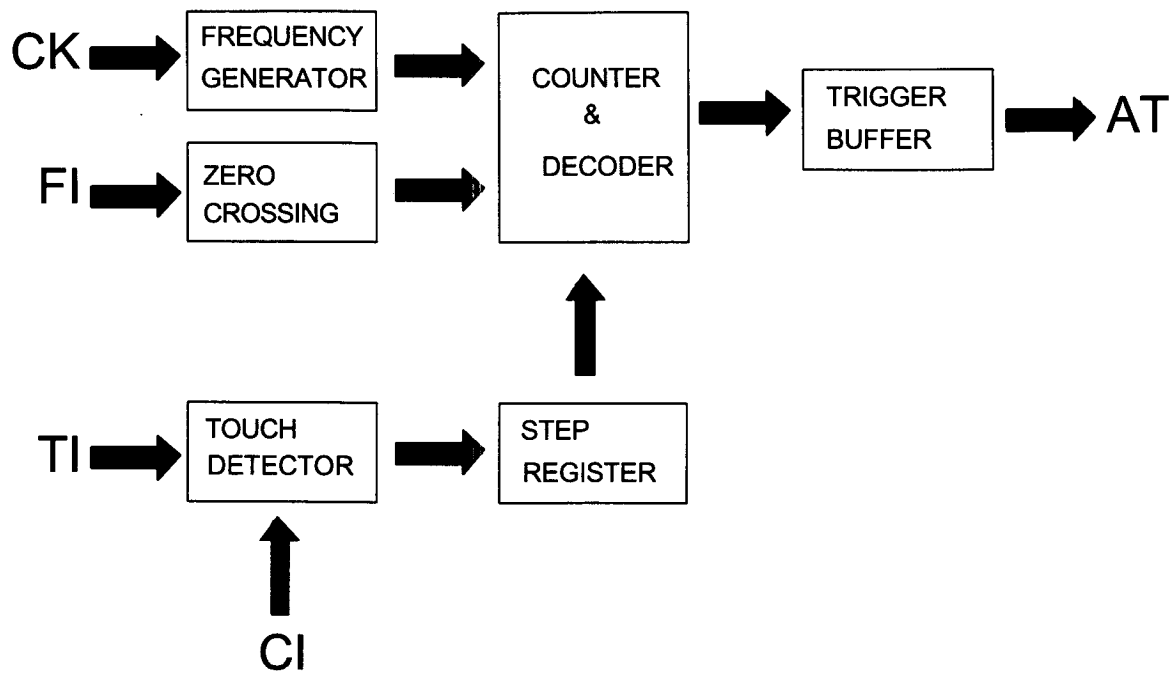 CK
FREQUENCY
GENERATOR
COUNTER
&
DECODER
TRIGGER
BUFFER
AT
FI
ZERO
CROSSING
TI
TOUCH
DETECTOR
STEP
REGISTER
CI